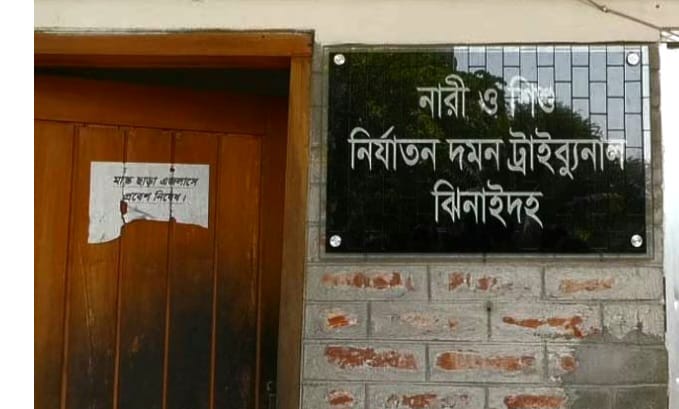 নারী ও শিশু
নির্যাতন দমন ট্রাইব্যুনাল
ঝিনাইদহ
মাস্ক ছাড়া এজলাসে
প্রবেশ নিষেধ।